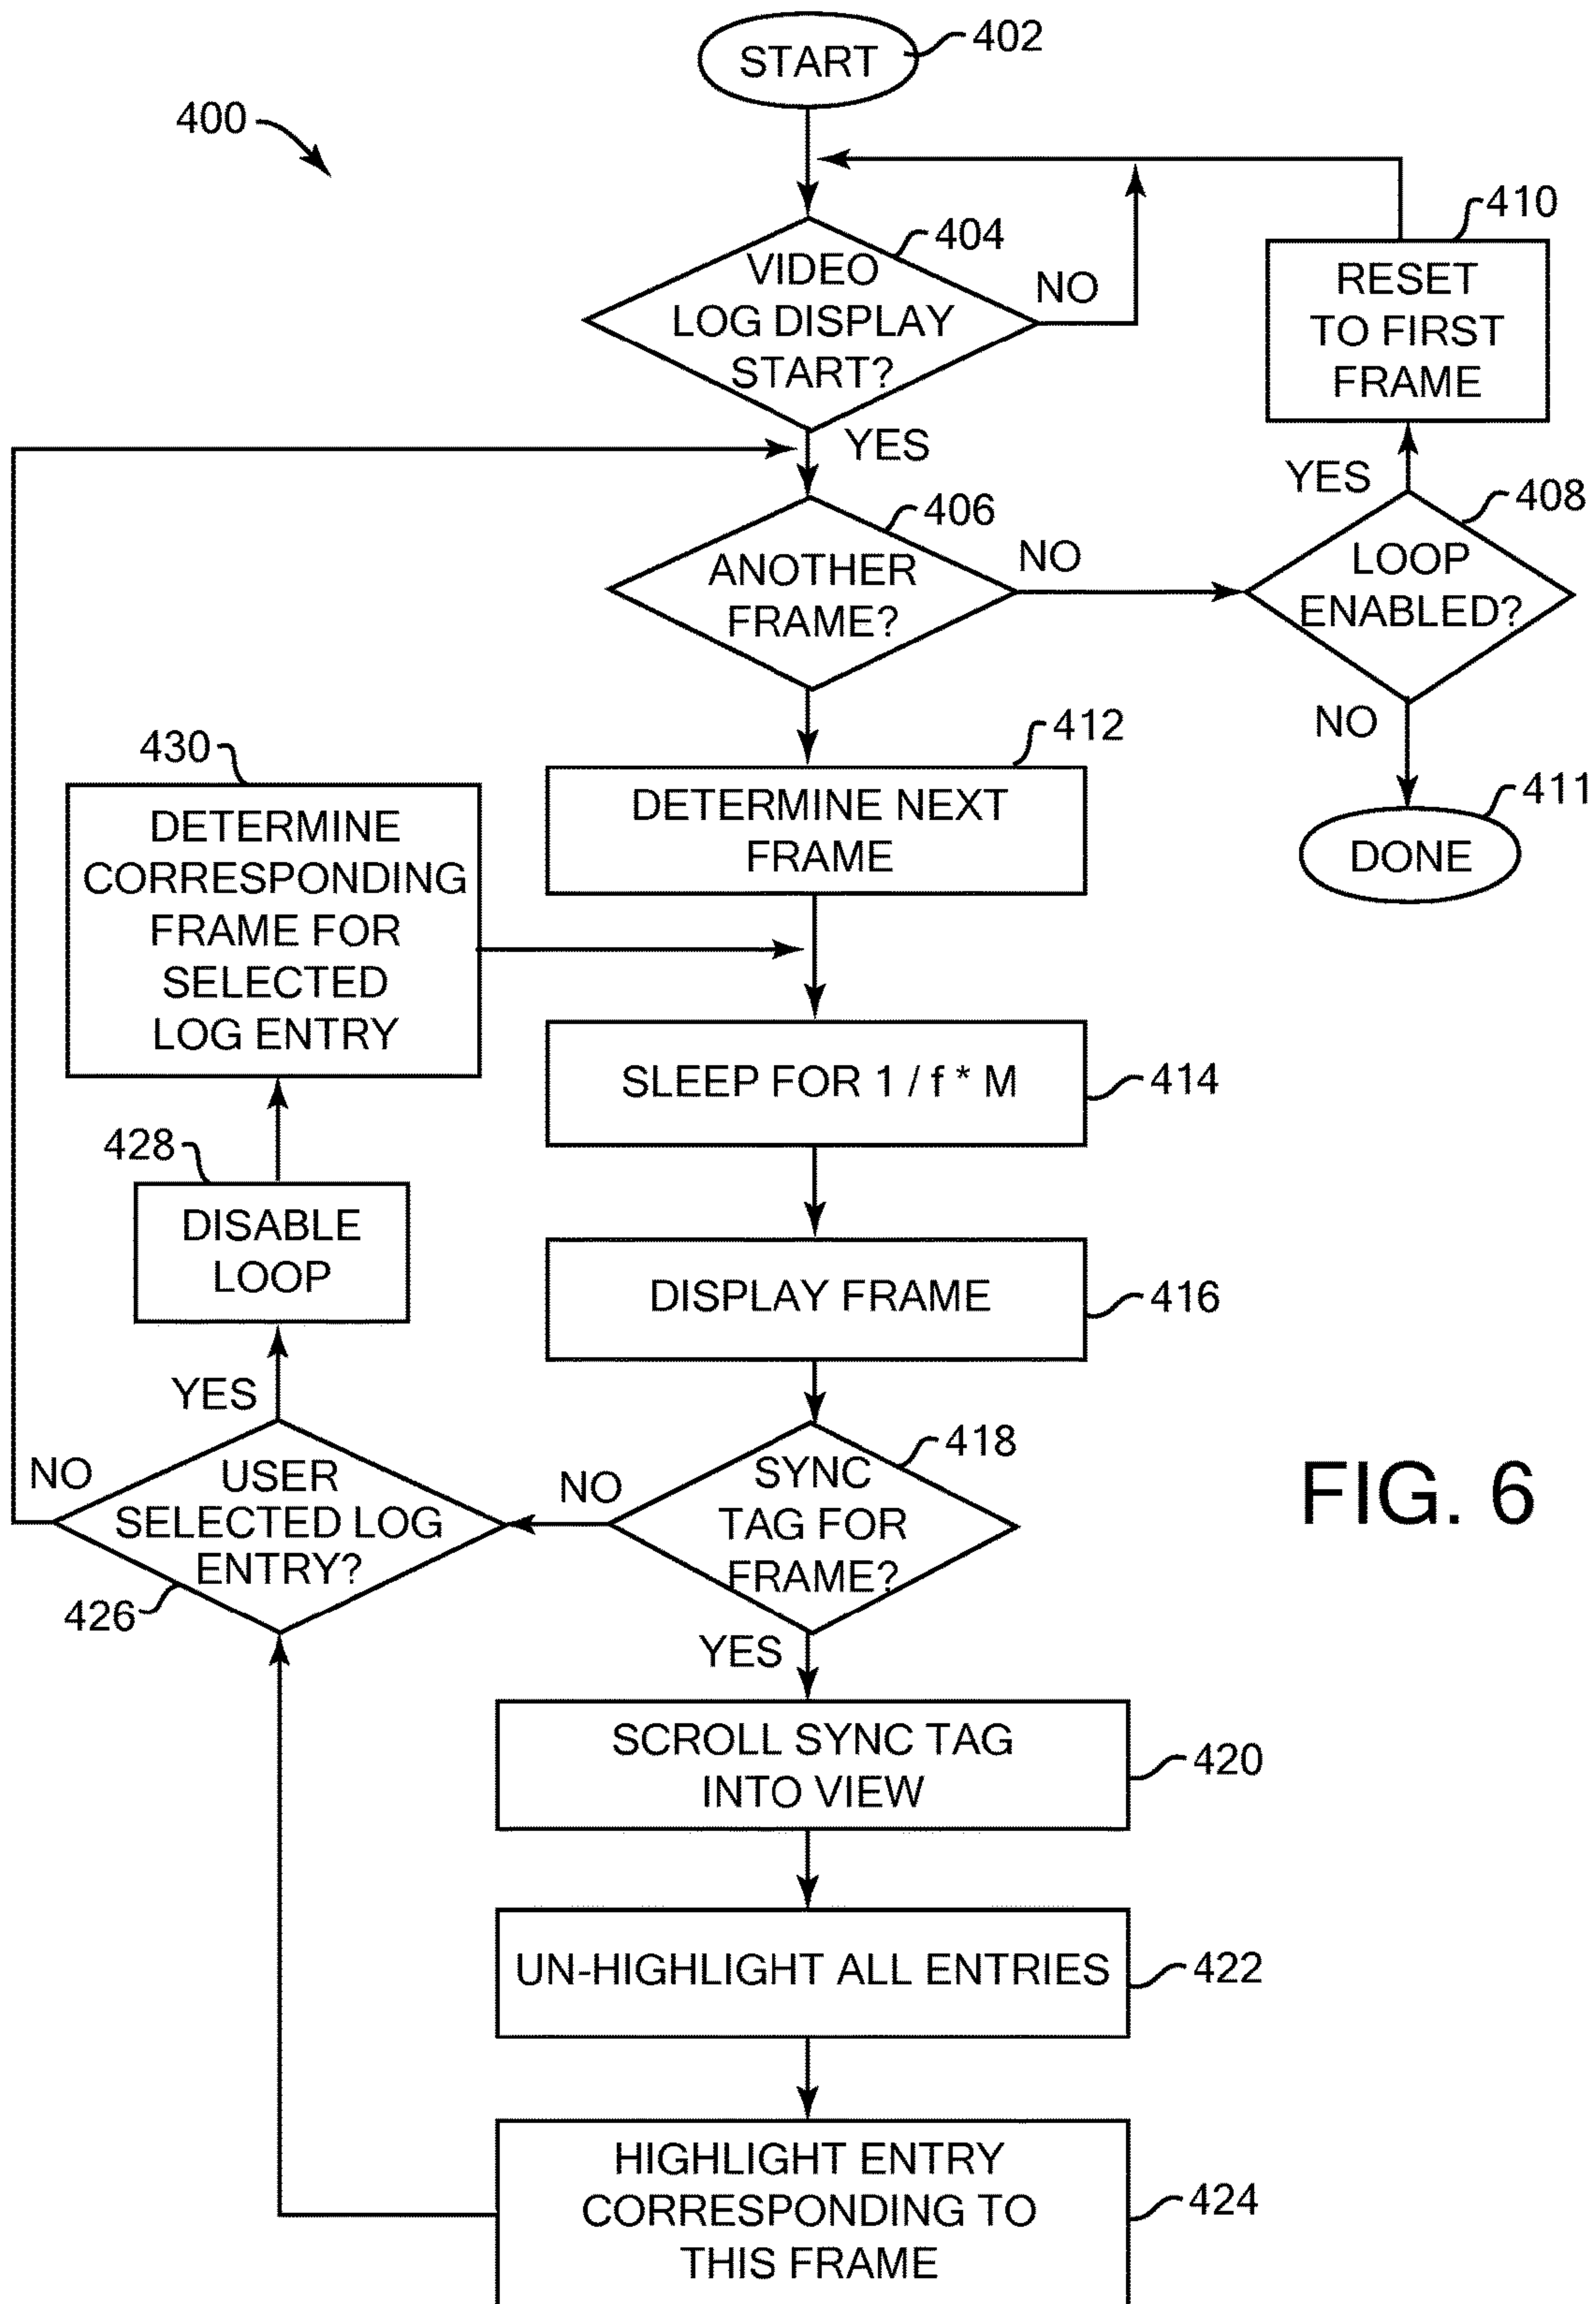 START
402
400
410
404
VIDEO
LOG DISPLAY
START?
NO
RESET
TO FIRST
FRAME
YES
YES
408
406
ANOTHER
FRAME?
NO
LOOP
ENABLED?
NO
412
430
DETERMINE NEXT
FRAME
411
DONE
DETERMINE
CORRESPONDING
FRAME FOR
SELECTED
LOG ENTRY
SLEEP FOR 1 / f * M
414
428
DISABLE
LOOP
DISPLAY FRAME
416
YES
418
NO
USER
SELECTED LOG
ENTRY?
NO
SYNC
TAG FOR
FRAME?
FIG. 6
426
YES
SCROLL SYNC TAG
INTO VIEW
420
UN-HIGHLIGHT ALL ENTRIES
422
HIGHLIGHT ENTRY
CORRESPONDING TO
THIS FRAME
424